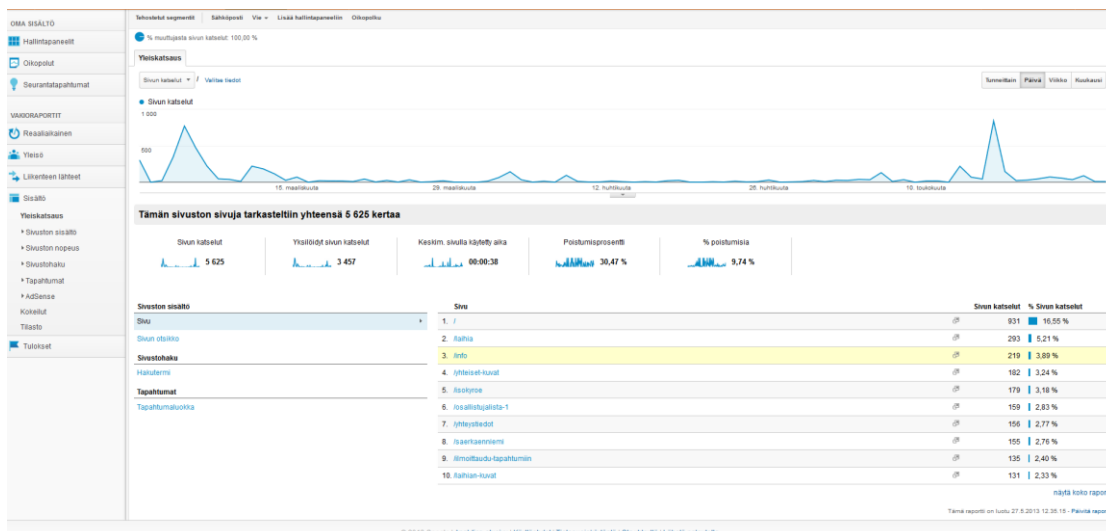 OMA SISÄLTÖ
Hallintapaneelit
Oikopolut
Seurantatapahtumat
VAKIORAPORTIT
Reaaliaikainen
Yleisö
Liikenteen lähteet
Sisältö
Yleiskatsaus
Sivuston sisältö
Sivuston nopeus
Sivustohaku
Tapahtumat
AdSense
Kokeilut
Tilasto
Tulokset
Tehostetut segmentit Sähköposti Vie Lisää hallintapaneeliin Oikopolku
% muuttujasta sivun katselut: 100,00 %
Yleiskatsaus
Sivun katselut / Valitse tiedot
Tunneittain Päivä Viikko Kuukausi
Sivun katselut
1 000
500
15. maaliskuuta 29. maaliskuuta 12. huhtikuuta 26. huhtikuuta 10. toukokuuta
Tämän sivuston sivuja tarkasteltiin yhteensä 5 625 kertaa
Sivun katselut Yksilöidyt sivun katselut Keskim. sivulla käytetty aika Poistumisprosentti % poistumisia
5 625 3 457 00:00:38 30,47 % 9,74 %
Sivuston sisältö
Sivu
Sivun otsikko
Sivustohaku
Hakutermi
Tapahtumat
Tapahtumaluokka
Sivu Sivun katselut % Sivun katselut
1. / 931 16,55 %
2. /laihia 293 5,21 %
3. /info 219 3,89 %
4. /yhteiset-kuvat 182 3,24 %
5. /isokyroe 179 3,18 %
6. /osallistujalista-1 159 2,83 %
7. /yhteystiedot 156 2,77 %
8. /saerkaenniemi 155 2,76 %
9. /ilmoittaudu-tapahtumiin 135 2,40 %
10. /laihian-kuvat 131 2,33 %
näytä koko rapor
Tämä raportti on luotu 27.5.2013 12.35.15 - Päivitä rapor